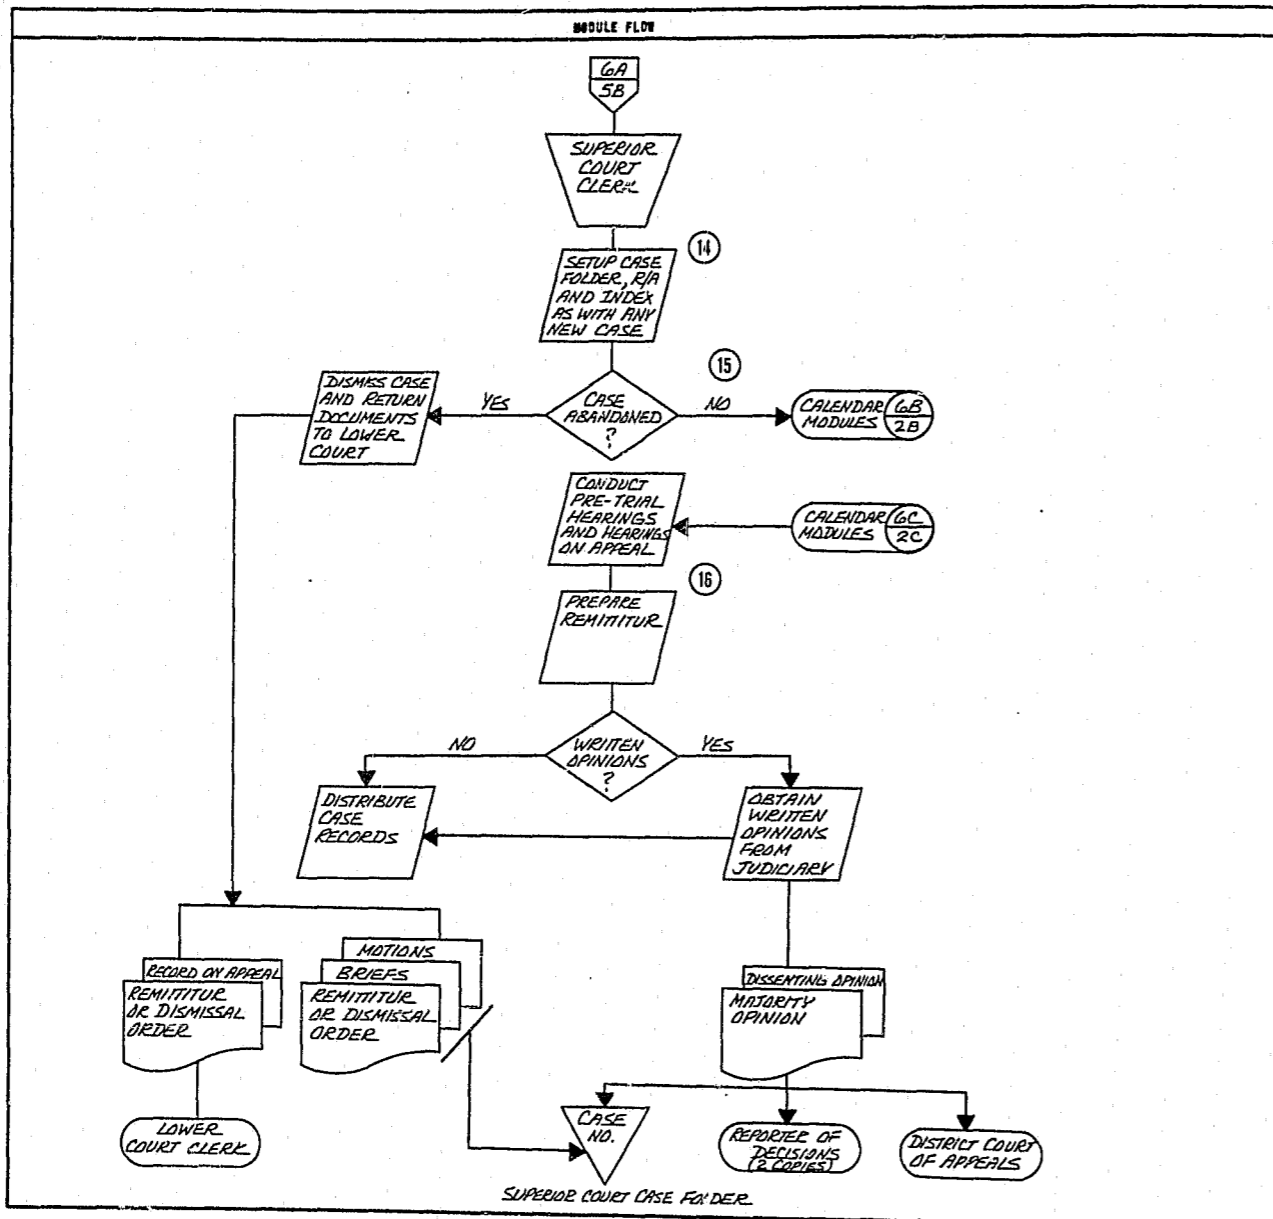 MODULE FLOW
6A
5B
SUPERIOR
COURT
CLERK
14
SETUP CASE
FOLDER, R/A
AND INDEX
AS WITH ANY
NEW CASE
15
DISMISS CASE
AND RETURN
DOCUMENTS
TO LOWER
COURT
YES
CASE
ABANDONED
?
NO
CALENDAR
MODULES
6B
2B
CONDUCT
PRE-TRIAL
HEARINGS
AND HEARINGS
ON APPEAL
CALENDAR
MODULES
6C
2C
16
PREPARE
REMITITUR
NO
WRITTEN
OPINIONS
?
YES
DISTRIBUTE
CASE
RECORDS
OBTAIN
WRITTEN
OPINIONS
FROM
JUDICIARY
RECORD ON APPEAL
REMITITUR
OR DISMISSAL
ORDER
MOTIONS
BRIEFS
REMITITUR
OR DISMISSAL
ORDER
DISSENTING OPINION
MAJORITY
OPINION
LOWER
COURT CLERK
CASE
NO.
REPORTER OF
DECISIONS
(2 COPIES)
DISTRICT COURT
OF APPEALS
SUPERIOR COURT CASE FOLDER